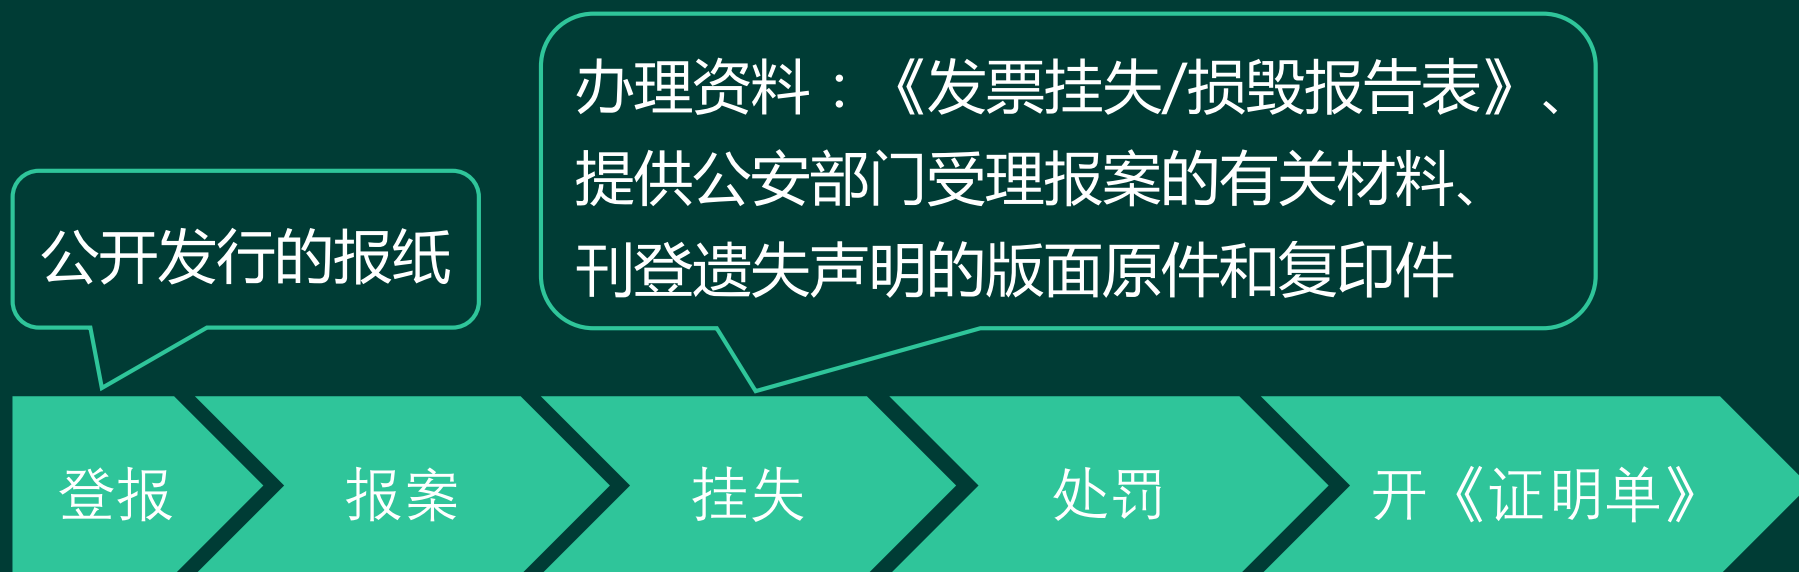 办理资料：《发票挂失/损毁报告表》、
提供公安部门受理报案的有关材料、
刊登遗失声明的版面原件和复印件
公开发行的报纸
登报
报案
挂失
处罚
开《证明单》